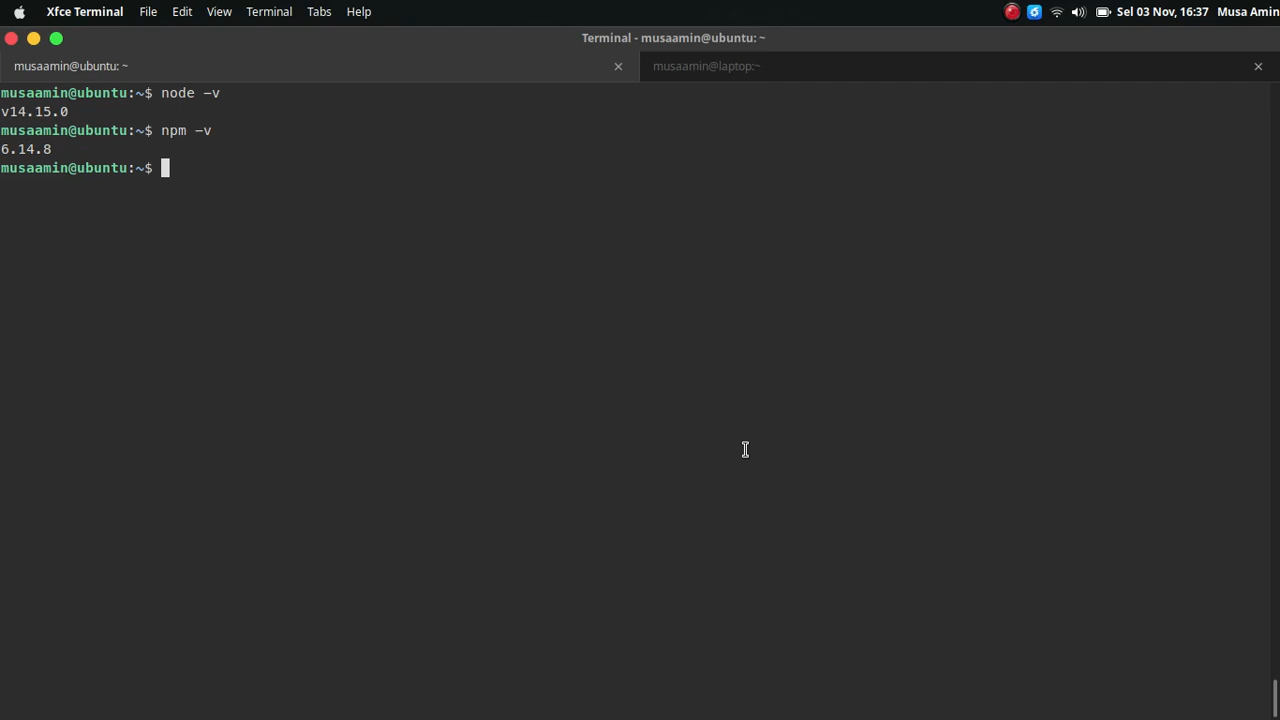 Xfce Terminal File Edit View Terminal Tabs Help Sel 03 Nov, 16:37 Musa Amin
Terminal - musaamin@ubuntu: ~
musaamin@ubuntu: ~ musaamin@laptop:~
musaamin@ubuntu:~$ node -v
v14.15.0
musaamin@ubuntu:~$ npm -v
6.14.8
musaamin@ubuntu:~$